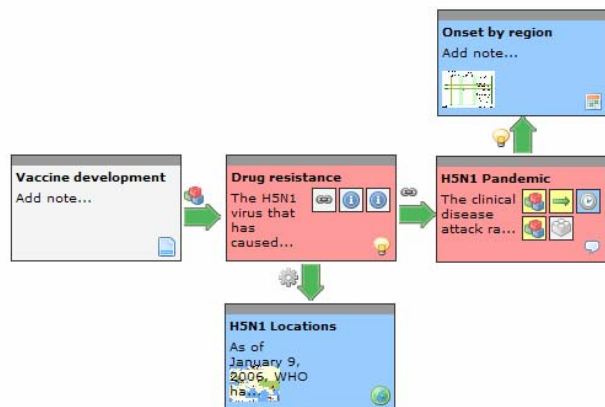 Onset by region
Add note...
Vaccine development
Add note...
Drug resistance
The H5N1
virus that
has
caused...
H5N1 Pandemic
The clinical
disease
attack ra...
H5N1 Locations
As of
January 9,
2006, WHO
ha...